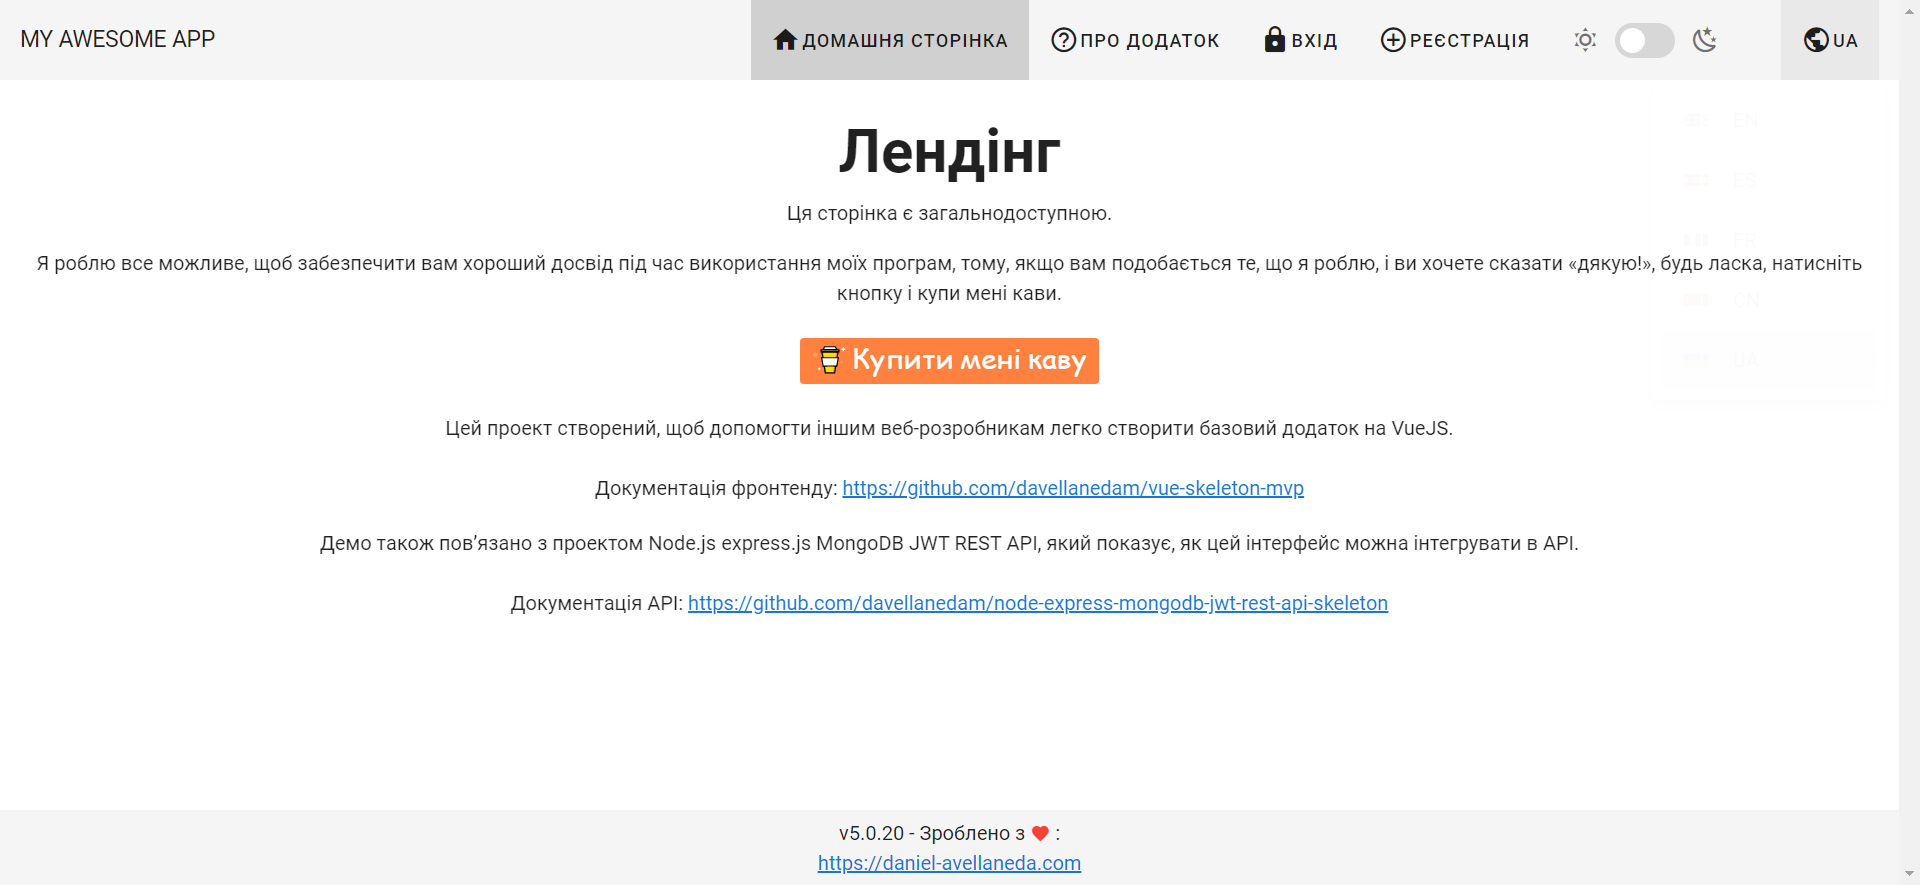 MY AWESOME APP
ДОМАШНЯ СТОРІНКА
ПРО ДОДАТОК
ВХІД
РЕЄСТРАЦІЯ
UA
EN
ES
FR
CN
UA
Лендінг
Ця сторінка є загальнодоступною.
Я роблю все можливе, щоб забезпечити вам хороший досвід під час використання моїх програм, тому, якщо вам подобається те, що я роблю, і ви хочете сказати «дякую!», будь ласка, натисніть
кнопку і купи мені кави.
Купити мені каву
Цей проект створений, щоб допомогти іншим веб-розробникам легко створити базовий додаток на VueJS.
Документація фронтенду: https://github.com/davellanedam/vue-skeleton-mvp
Демо також пов’язано з проектом Node.js express.js MongoDB JWT REST API, який показує, як цей інтерфейс можна інтегрувати в API.
Документація API: https://github.com/davellanedam/node-express-mongodb-jwt-rest-api-skeleton
v5.0.20 - Зроблено з ❤ :
https://daniel-avellaneda.com